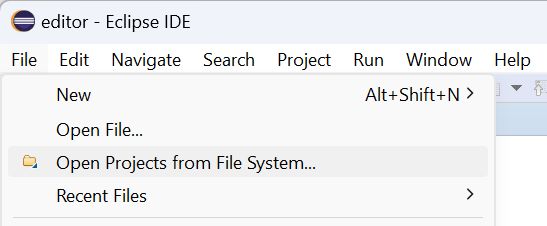 editor - Eclipse IDE
File Edit Navigate Search Project Run Window Help
New Alt+Shift+N >
Open File...
Open Projects from File System...
Recent Files >